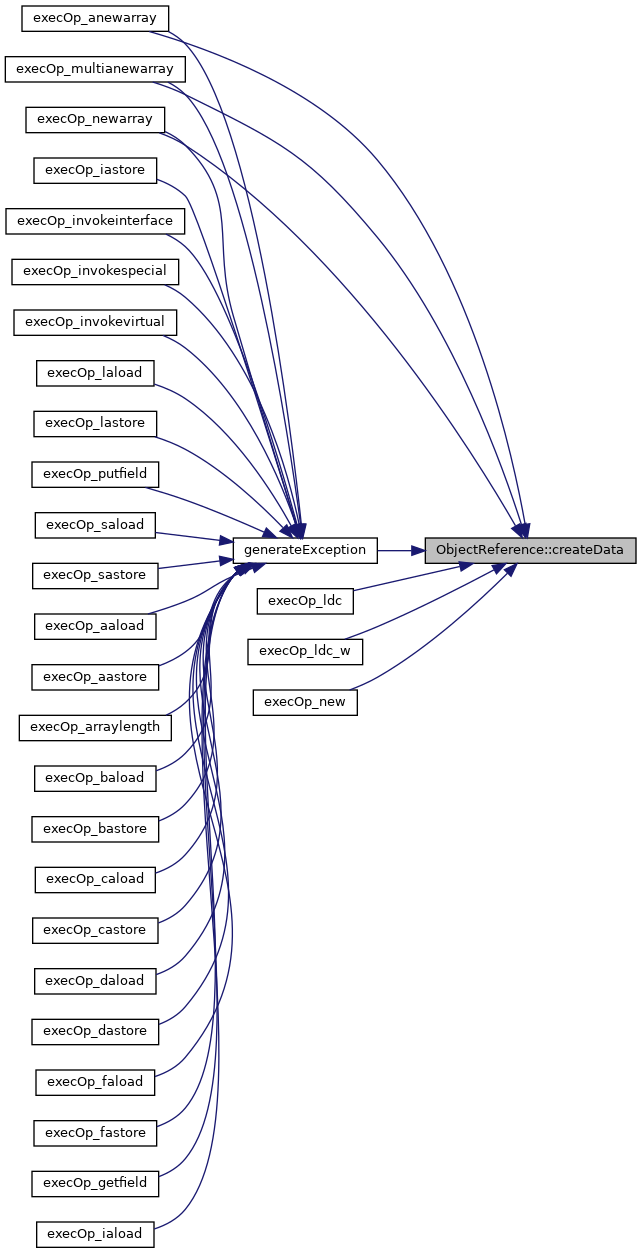 execOp_anewarray
execOp_multianewarray
execOp_newarray
execOp_iastore
execOp_invokeinterface
execOp_invokespecial
execOp_invokevirtual
execOp_laload
execOp_lastore
execOp_putfield
execOp_saload
execOp_sastore
execOp_aaload
execOp_aastore
execOp_arraylength
execOp_baload
execOp_bastore
execOp_caload
execOp_castore
execOp_daload
execOp_dastore
execOp_faload
execOp_fastore
execOp_getfield
execOp_iaload
generateException
execOp_ldc
execOp_ldc_w
execOp_new
ObjectReference::createData